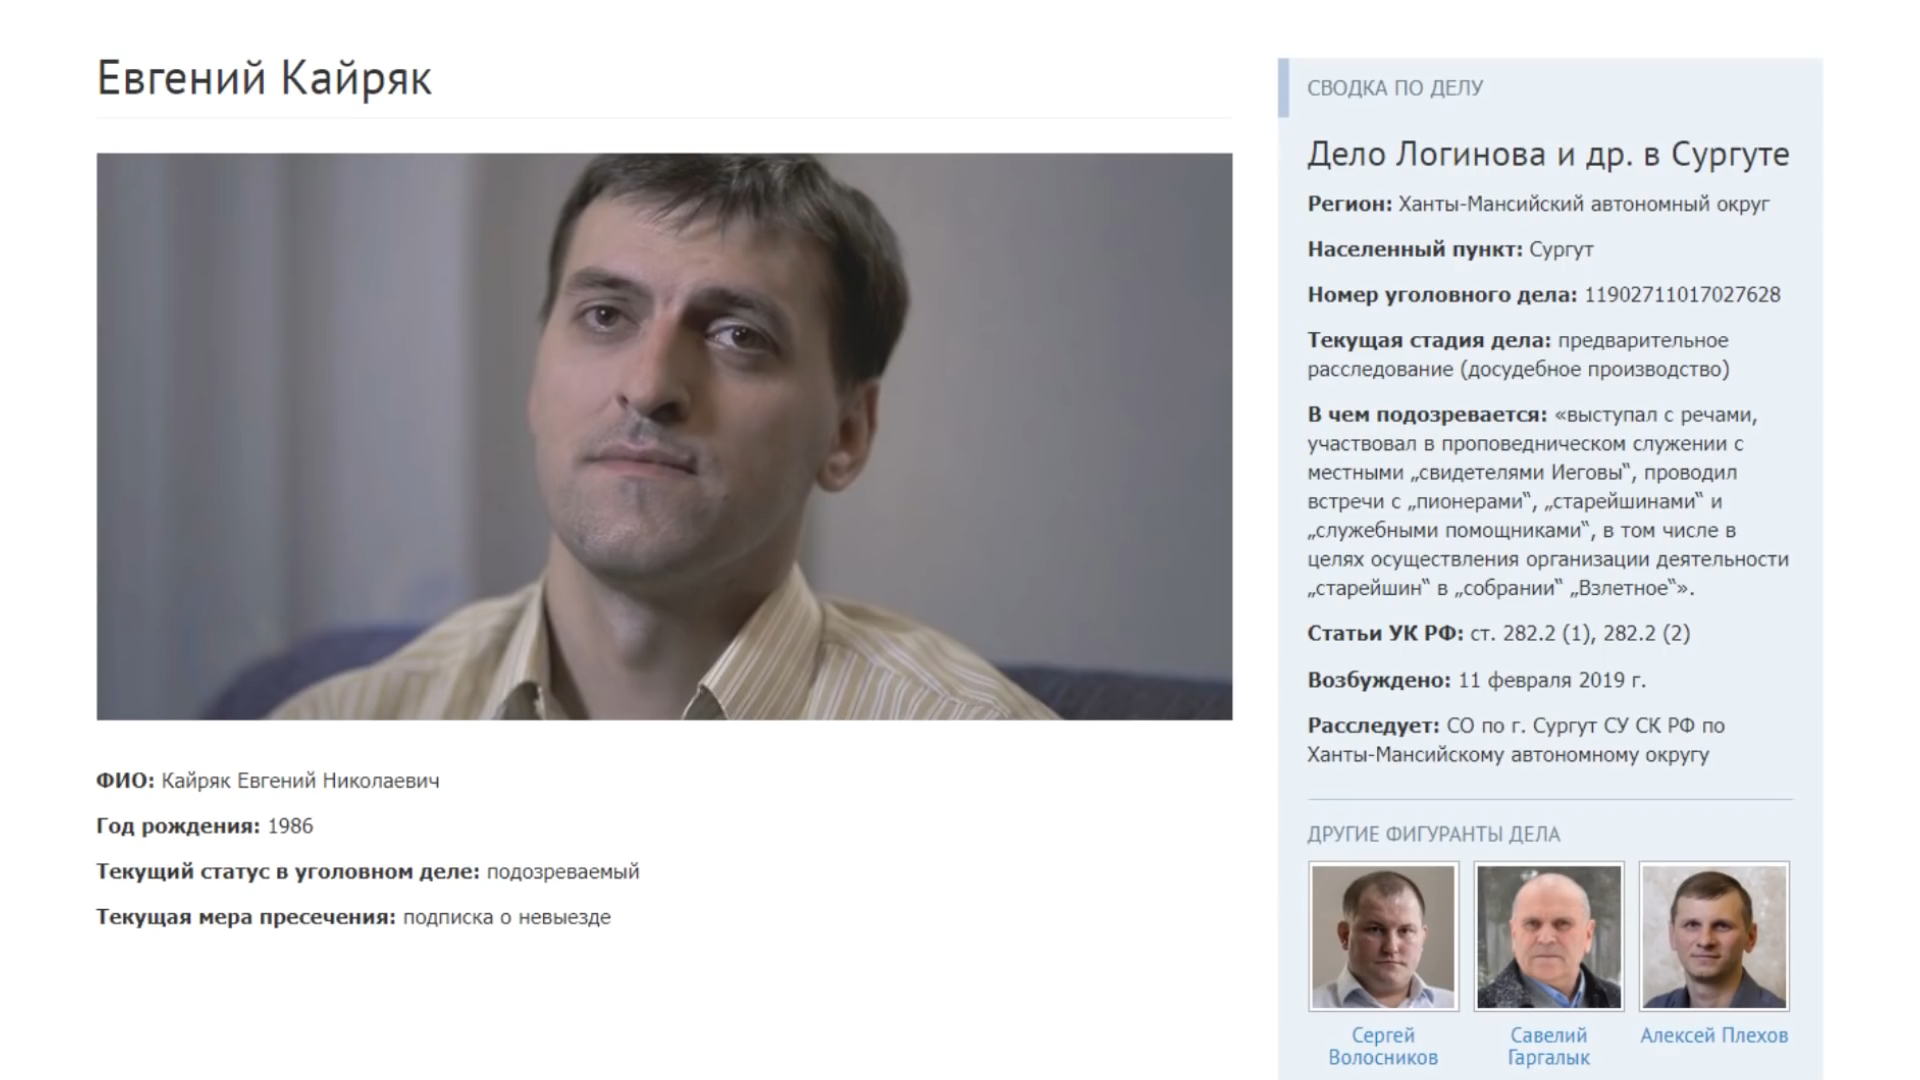 Евгений Кайряк
ФИО: Кайряк Евгений Николаевич
Год рождения: 1986
Текущий статус в уголовном деле: подозреваемый
Текущая мера пресечения: подписка о невыезде
СВОДКА ПО ДЕЛУ
Дело Логинова и др. в Сургуте
Регион: Ханты-Мансийский автономный округ
Населенный пункт: Сургут
Номер уголовного дела: 11902711017027628
Текущая стадия дела: предварительное
расследование (досудебное производство)
В чем подозревается: «выступал с речами,
участвовал в проповедническом служении с
местными „свидетелями Иеговы“, проводил
встречи с „пионерами“, „старейшинами“ и
„служебными помощниками“, в том числе в
целях осуществления организации деятельности
„старейшин“ в „собрании“ „Взлетное“».
Статьи УК РФ: ст. 282.2 (1), 282.2 (2)
Возбуждено: 11 февраля 2019 г.
Расследует: СО по г. Сургут СУ СК РФ по
Ханты-Мансийскому автономному округу
ДРУГИЕ ФИГУРАНТЫ ДЕЛА
Сергей
Волосников
Савелий
Гаргалык
Алексей Плехов